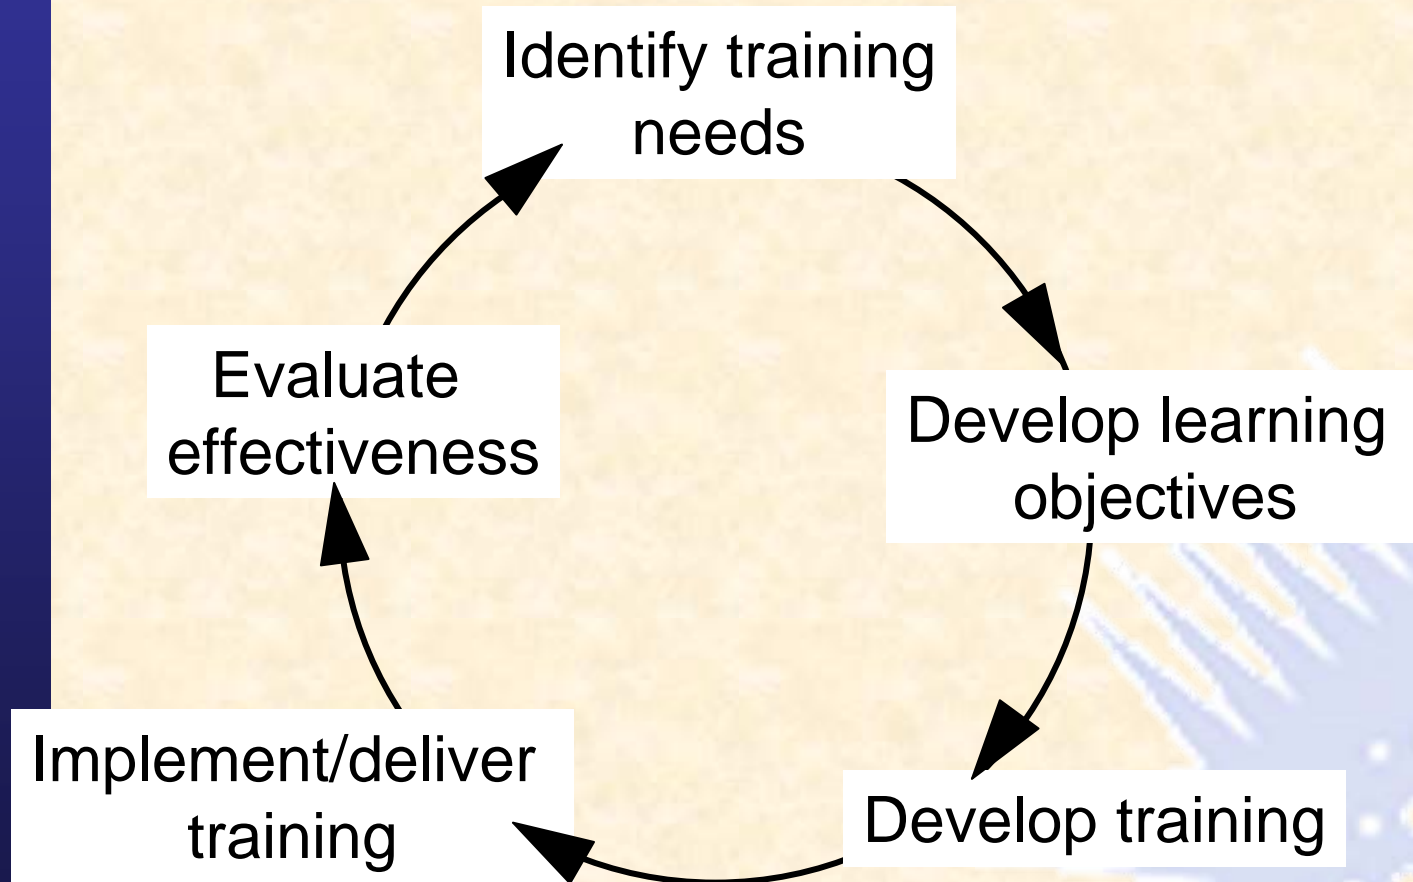 Identify training
needs
Develop learning
objectives
Develop training
Implement/deliver
training
Evaluate
effectiveness